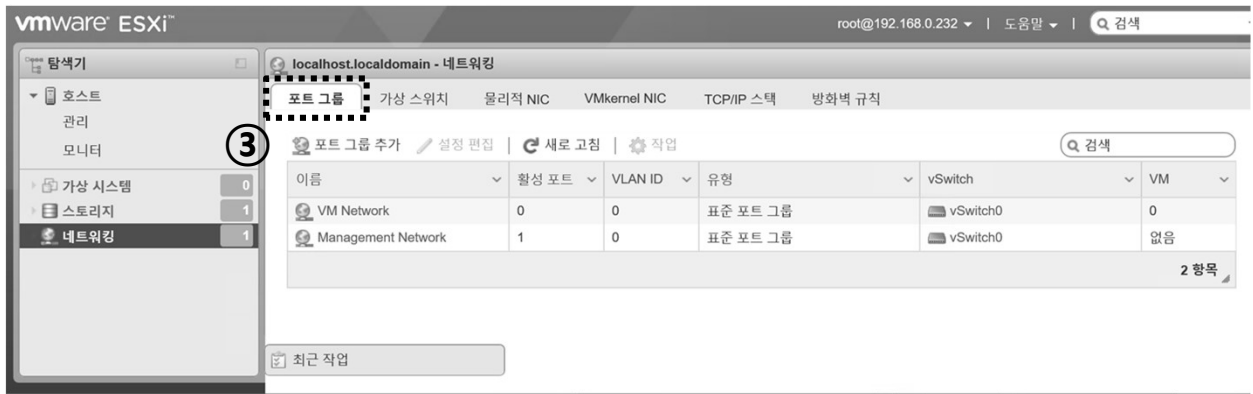 vmware ESXi™
root@192.168.0.232 | 도움말 | 검색
탐색기
localhost.localdomain - 네트워킹
호스트
관리
모니터
가상 시스템 0
스토리지 1
네트워킹 1
포트 그룹 가상 스위치 물리적 NIC VMkernel NIC TCP/IP 스택 방화벽 규칙
③
포트 그룹 추가 설정 편집 | 새로 고침 | 작업 검색
이름 활성 포트 VLAN ID 유형 vSwitch VM
VM Network 0 0 표준 포트 그룹 vSwitch0 0
Management Network 1 0 표준 포트 그룹 vSwitch0 없음
2 항목
최근 작업